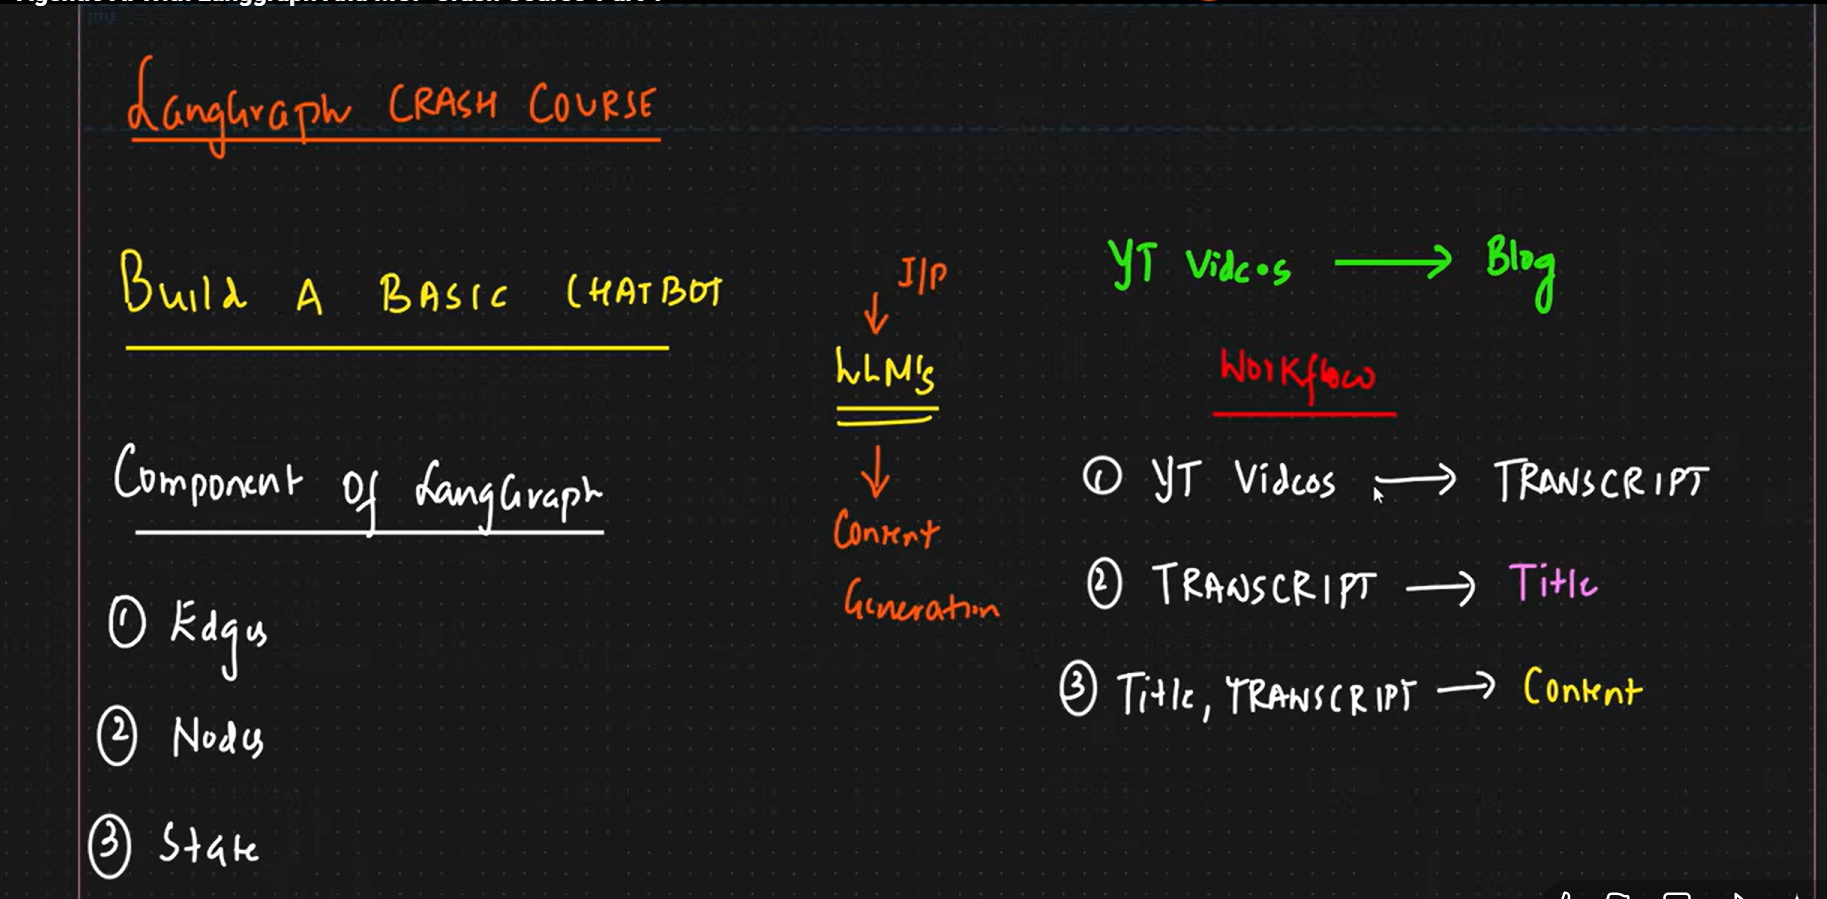 LangGraph CRASH COURSE
Build A BASIC CHATBOT
Component Of LangGraph
① Edges
② Nodes
③ State
I/P
LLM's
Content
Generation
YT Videos → Blog
Workflow
① YT Videos → TRANSCRIPT
② TRANSCRIPT → Title
③ Title, TRANSCRIPT → Content